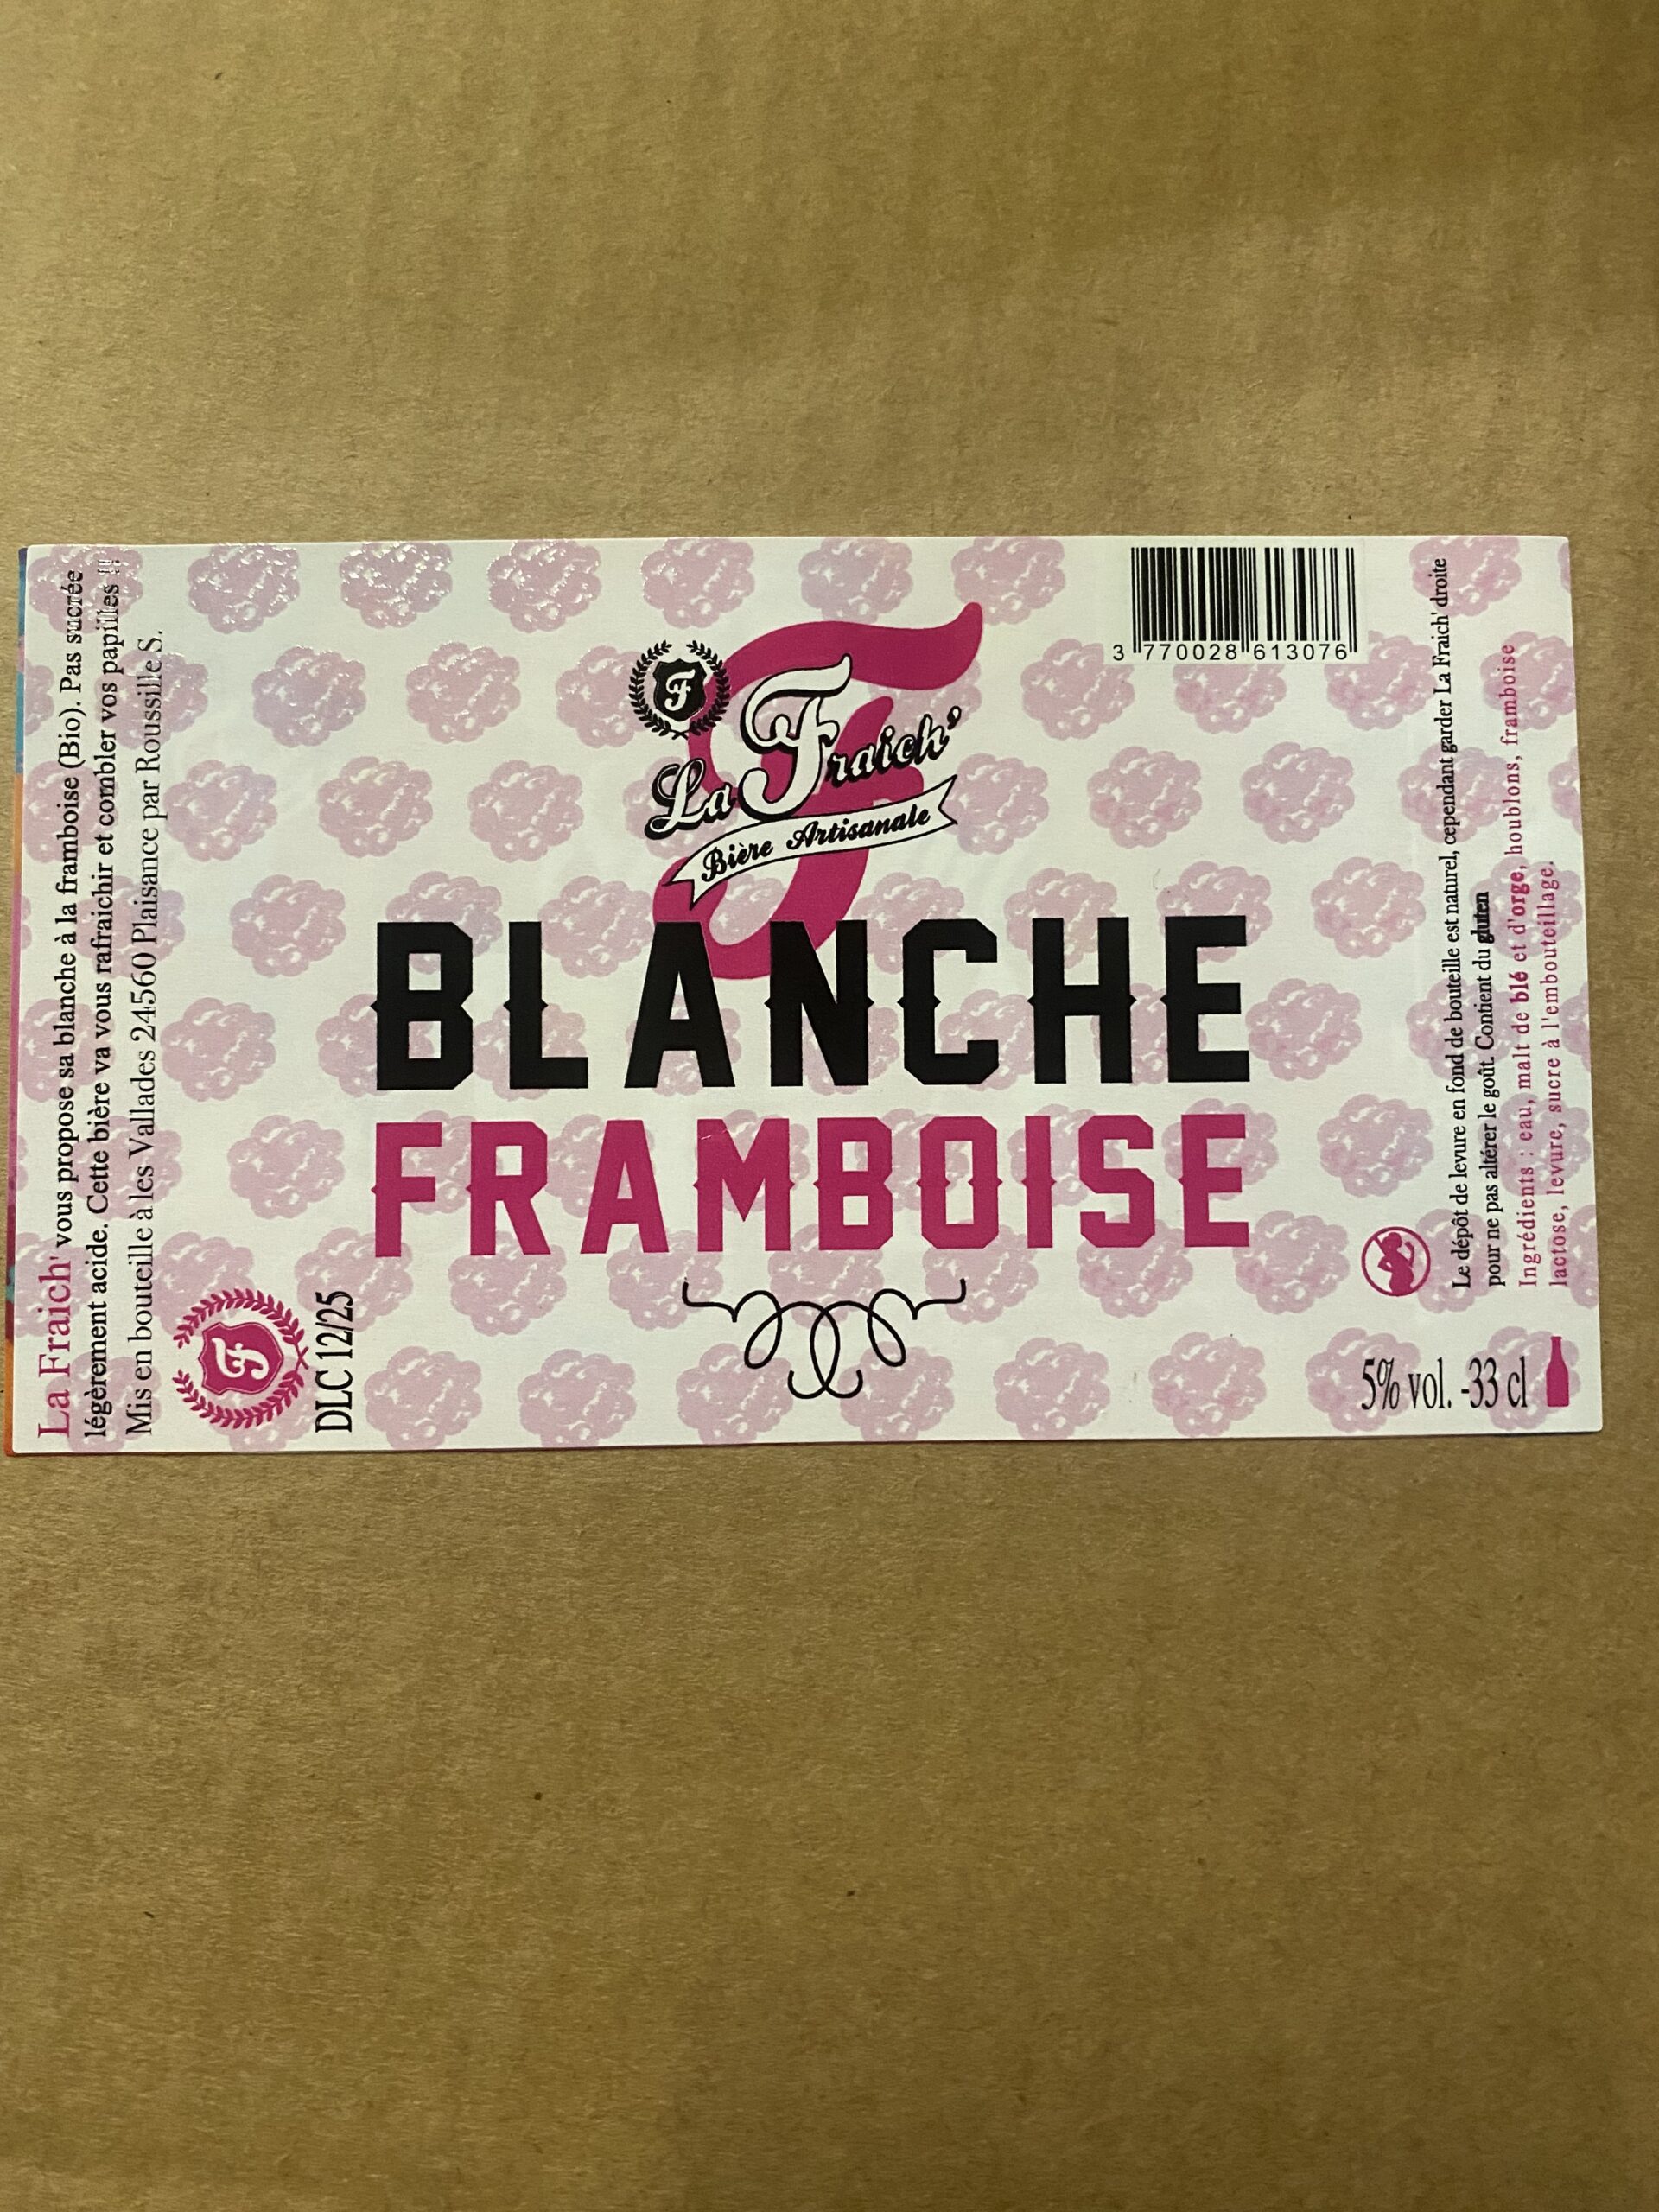 La Fraich' vous propose sa blanche à la framboise (Bio). Pas sucrée
légèrement acide. Cette bière va vous rafraichir et combler vos papilles !!
Mis en bouteille à les Vallades 24560 Plaisance par Roussille S.
F
DLC 12/25
F
La Fraich'
Bière Artisanale
BLANCHE
FRAMBOISE
3 770028 613076
Le dépôt de levure en fond de bouteille est naturel, cependant garder La Fraich' droite
pour ne pas altérer le goût. Contient du gluten
Ingrédients : eau, malt de blé et d'orge, houblons, framboise
lactose, levure, sucre à l'embouteillage.
5% vol. -33 cl